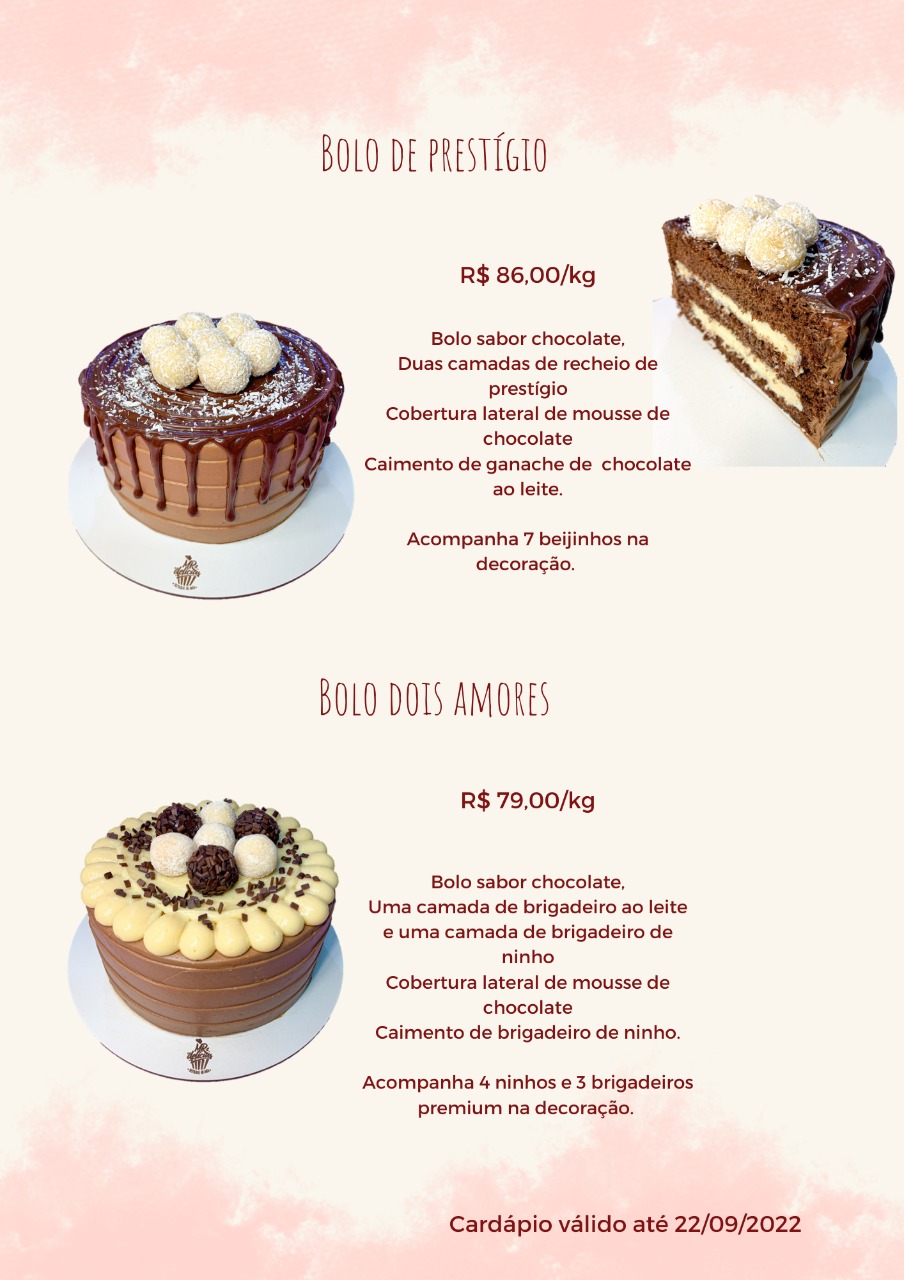 Bolo de prestígio
R$ 86,00/kg
Bolo sabor chocolate,
Duas camadas de recheio de
prestígio
Cobertura lateral de mousse de
chocolate
Caimento de ganache de  chocolate
ao leite.
Acompanha 7 beijinhos na
decoração.
Bolo dois amores
R$ 79,00/kg
Bolo sabor chocolate,
Uma camada de brigadeiro ao leite
e uma camada de brigadeiro de
ninho
Cobertura lateral de mousse de
chocolate
Caimento de brigadeiro de ninho.
Acompanha 4 ninhos e 3 brigadeiros
premium na decoração.
Cardápio válido até 22/09/2022